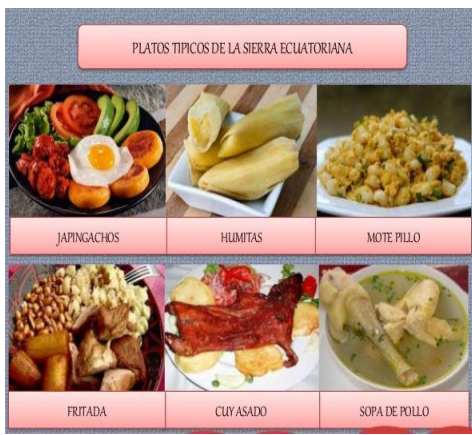 PLATOS TIPICOS DE LA SIERRA ECUATORIANA
JAPINGACHOS
HUMITAS
MOTE PILLO
FRITADA
CUY ASADO
SOPA DE POLLO